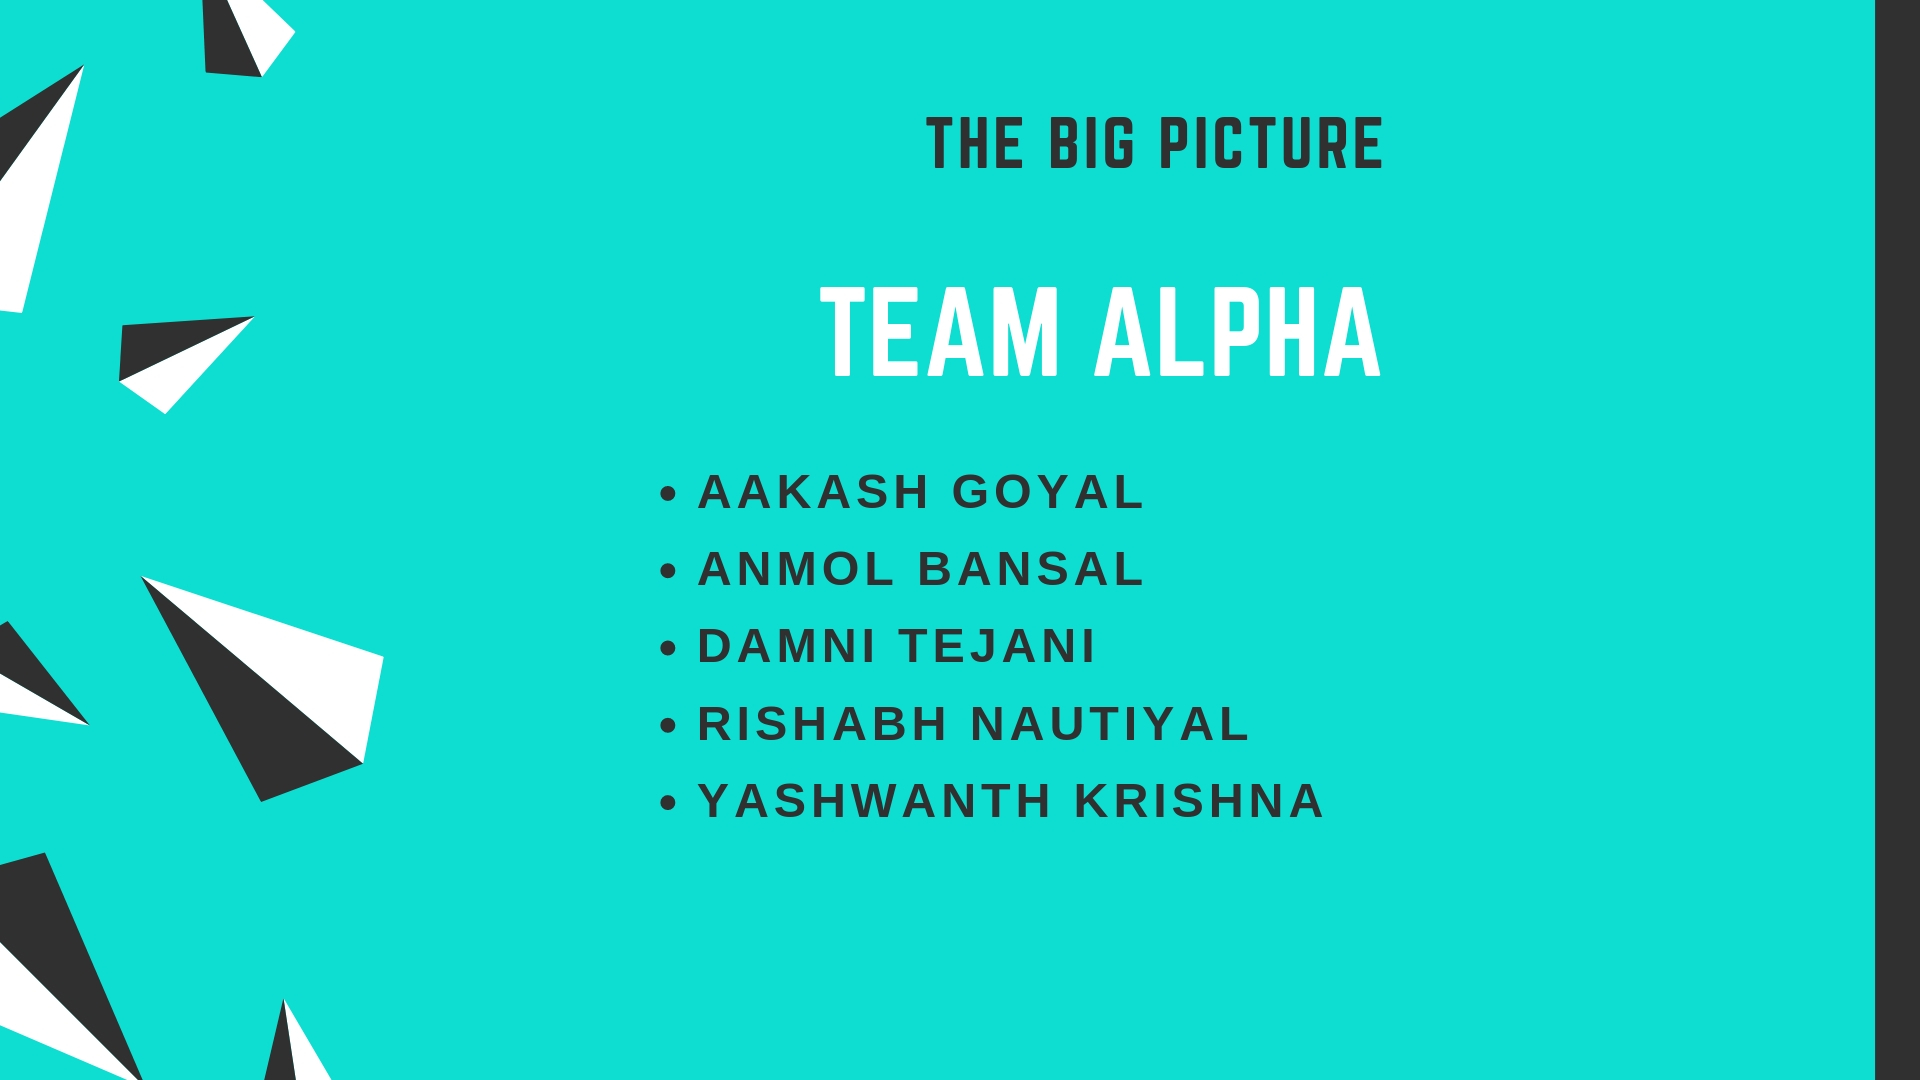 THE BIG PICTURE
TEAM ALPHA
• AAKASH GOYAL
• ANMOL BANSAL
• DAMNI TEJANI
• RISHABH NAUTIYAL
• YASHWANTH KRISHNA